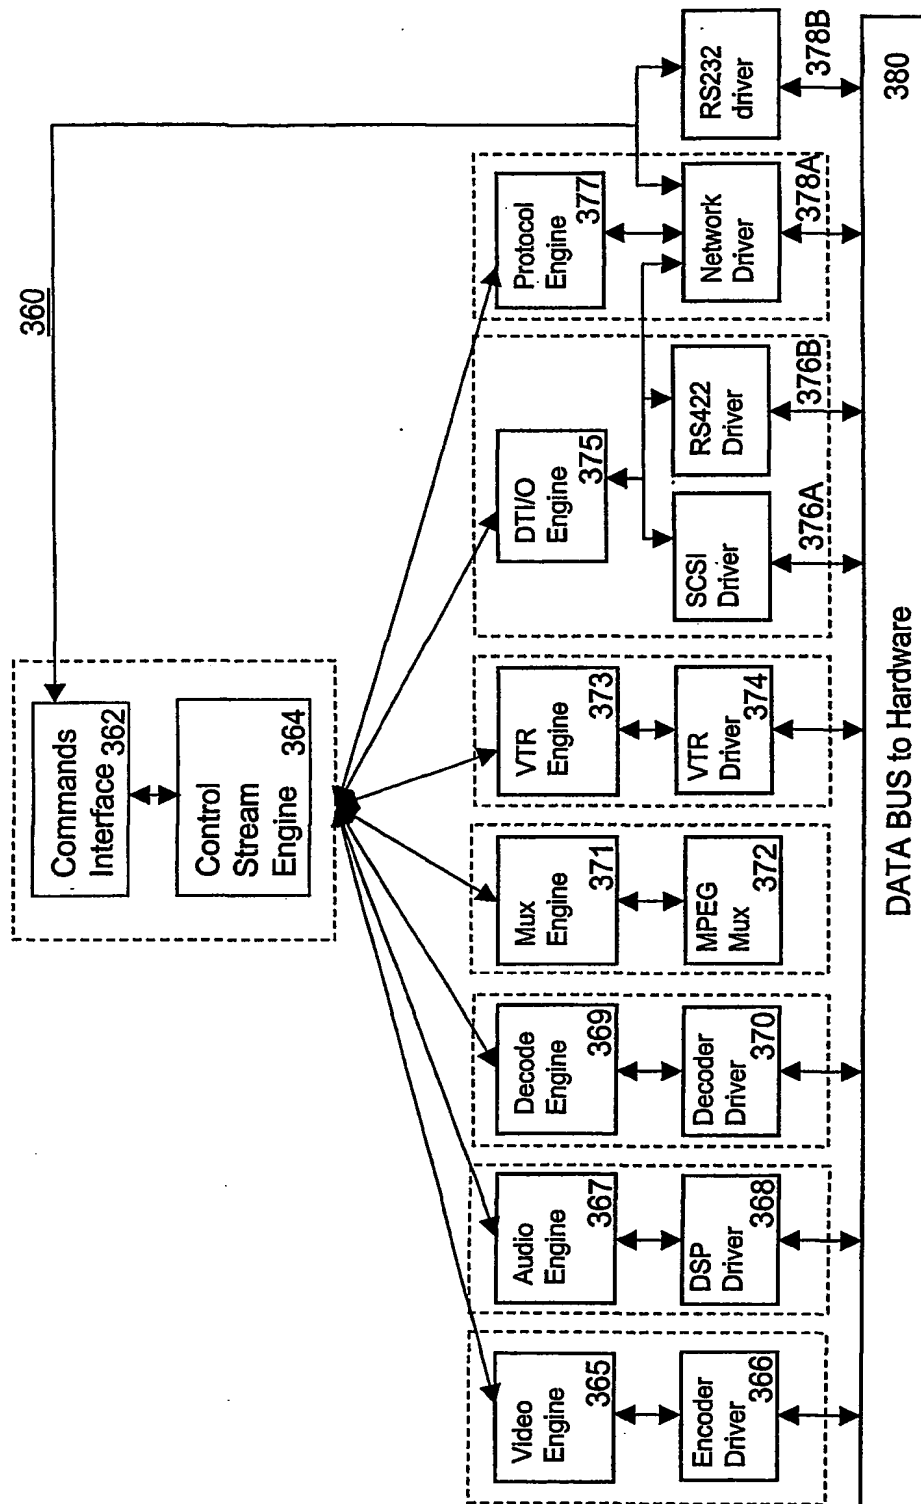 360
Commands
Interface 362
Control
Stream
Engine 364
Video
Engine
365
Audio
Engine
367
Decode
Engine
369
Mux
Engine
371
VTR
Engine
373
DTI/O
Engine
375
Protocol
Engine
377
Encoder
Driver
366
DSP
Driver
368
Decoder
Driver
370
MPEG
Mux
372
VTR
Driver
374
SCSI
Driver
376A
RS422
Driver
376B
Network
Driver
378A
RS232
driver
378B
DATA BUS to Hardware
380